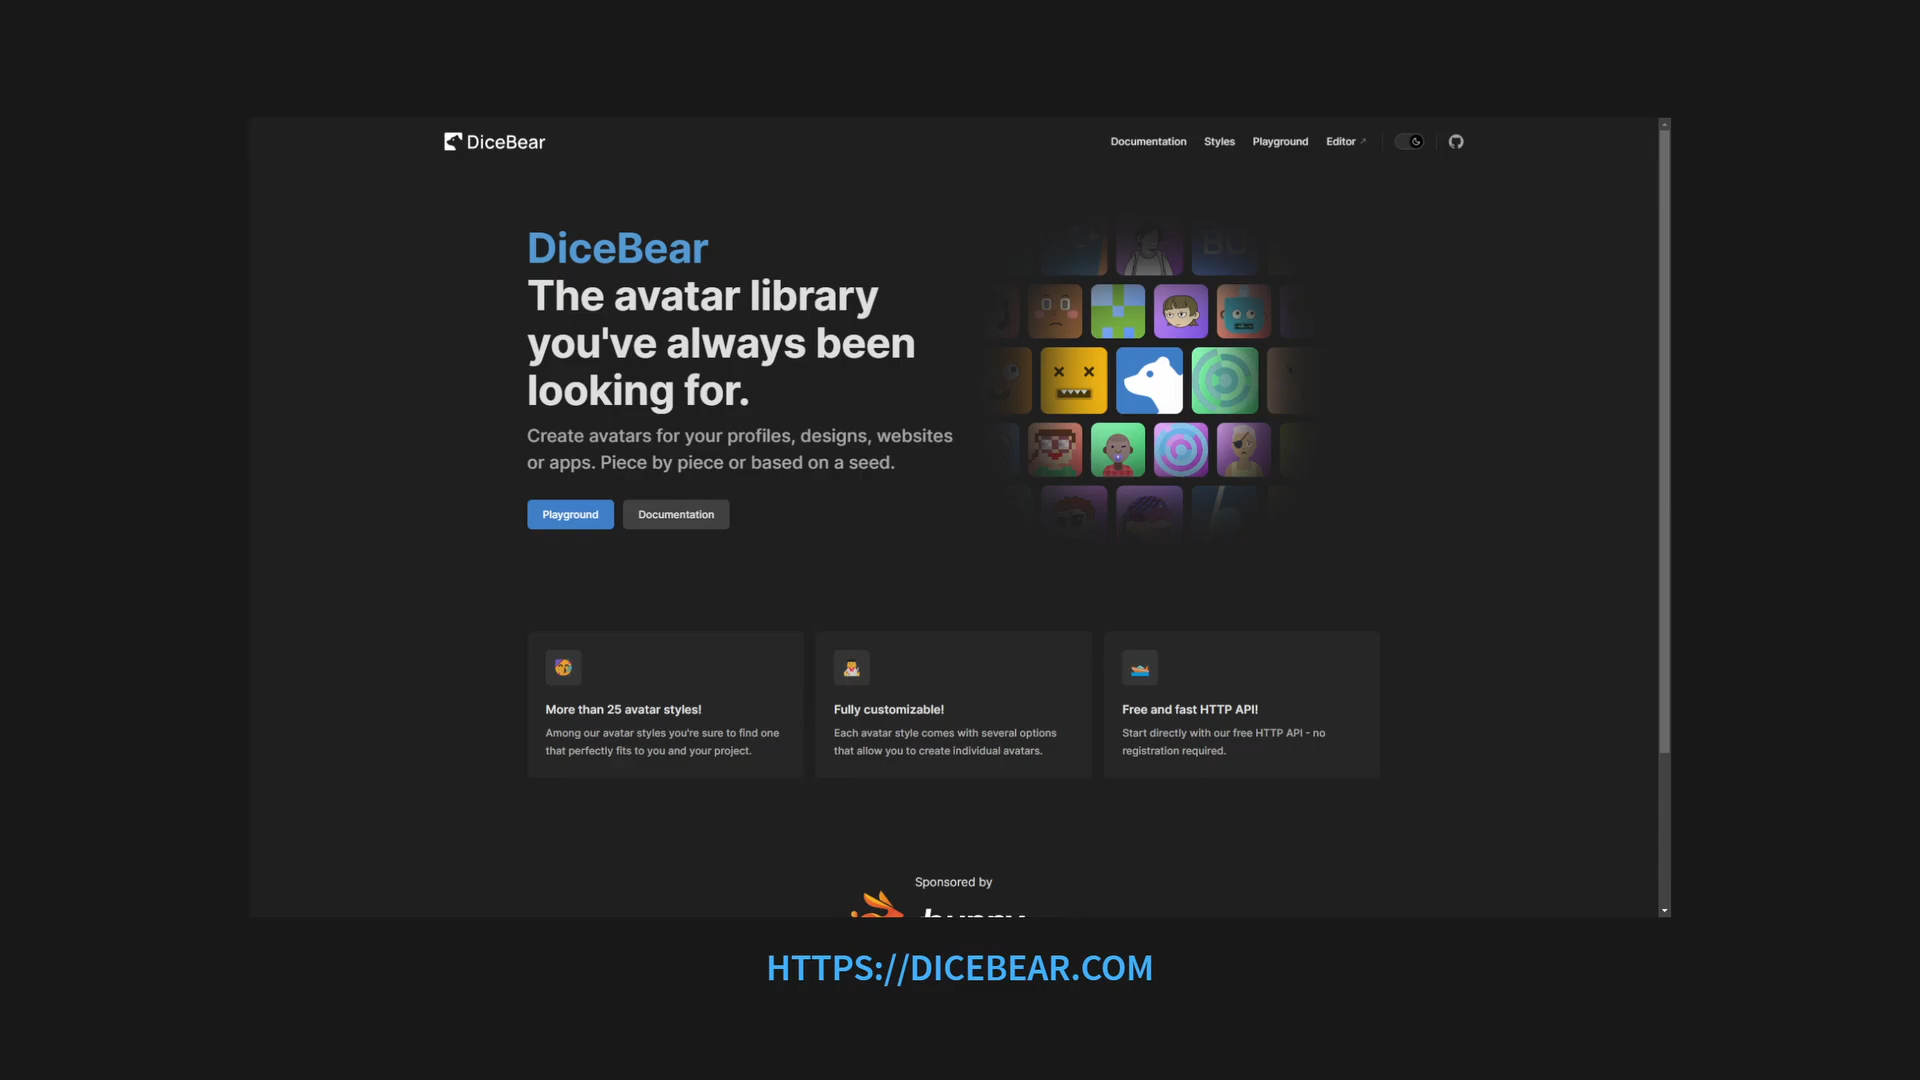 DiceBear
Documentation Styles Playground Editor
DiceBear
The avatar library
you've always been
looking for.
Create avatars for your profiles, designs, websites
or apps. Piece by piece or based on a seed.
Playground Documentation
BU
More than 25 avatar styles!
Among our avatar styles you're sure to find one
that perfectly fits to you and your project.
Fully customizable!
Each avatar style comes with several options
that allow you to create individual avatars.
Free and fast HTTP API!
Start directly with our free HTTP API - no
registration required.
Sponsored by
HTTPS://DICEBEAR.COM